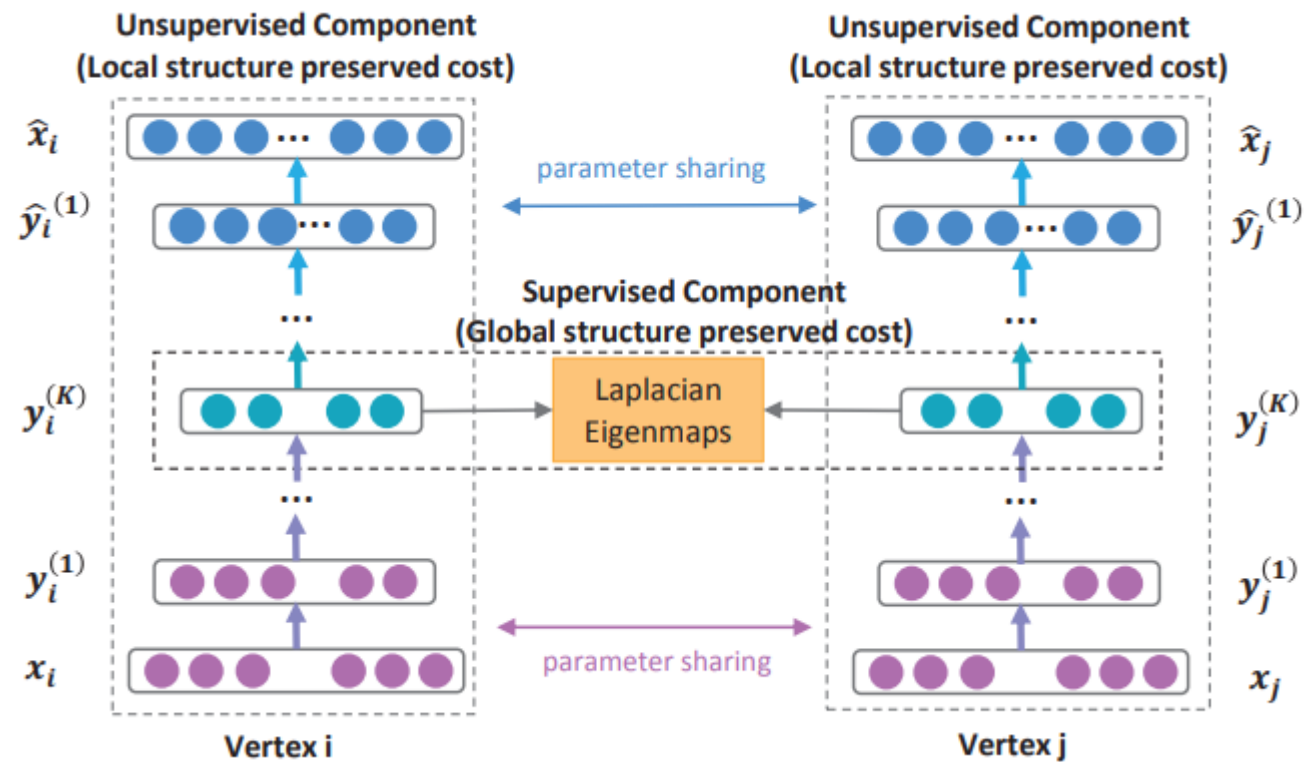 Unsupervised Component
(Local structure preserved cost)
Unsupervised Component
(Local structure preserved cost)
x̂ᵢ
...
parameter sharing
...
x̂ⱼ
ŷᵢ⁽¹⁾
...
...
ŷⱼ⁽¹⁾
...
Supervised Component
(Global structure preserved cost)
...
yᵢ⁽ᴷ⁾
Laplacian
Eigenmaps
yⱼ⁽ᴷ⁾
...
...
yᵢ⁽¹⁾
yⱼ⁽¹⁾
xᵢ
parameter sharing
xⱼ
Vertex i
Vertex j